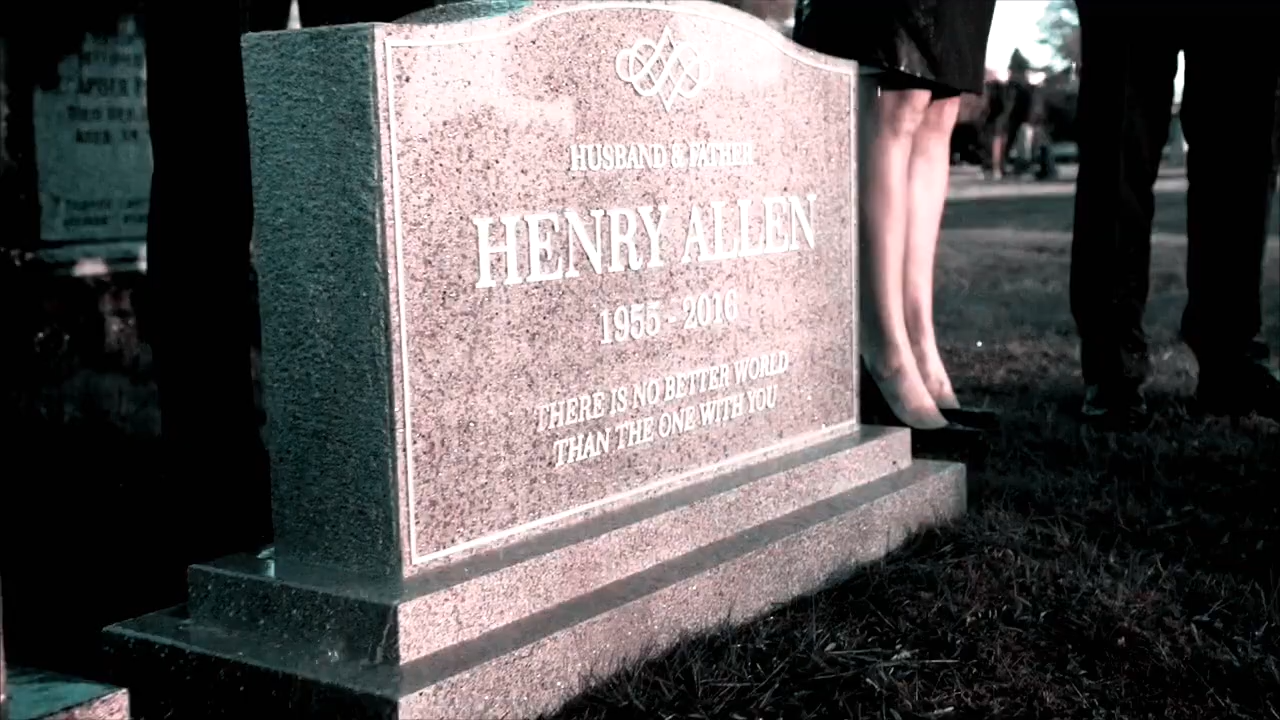 HUSBAND & FATHER
HENRY ALLEN
1955 - 2016
THERE IS NO BETTER WORLD
THAN THE ONE WITH YOU